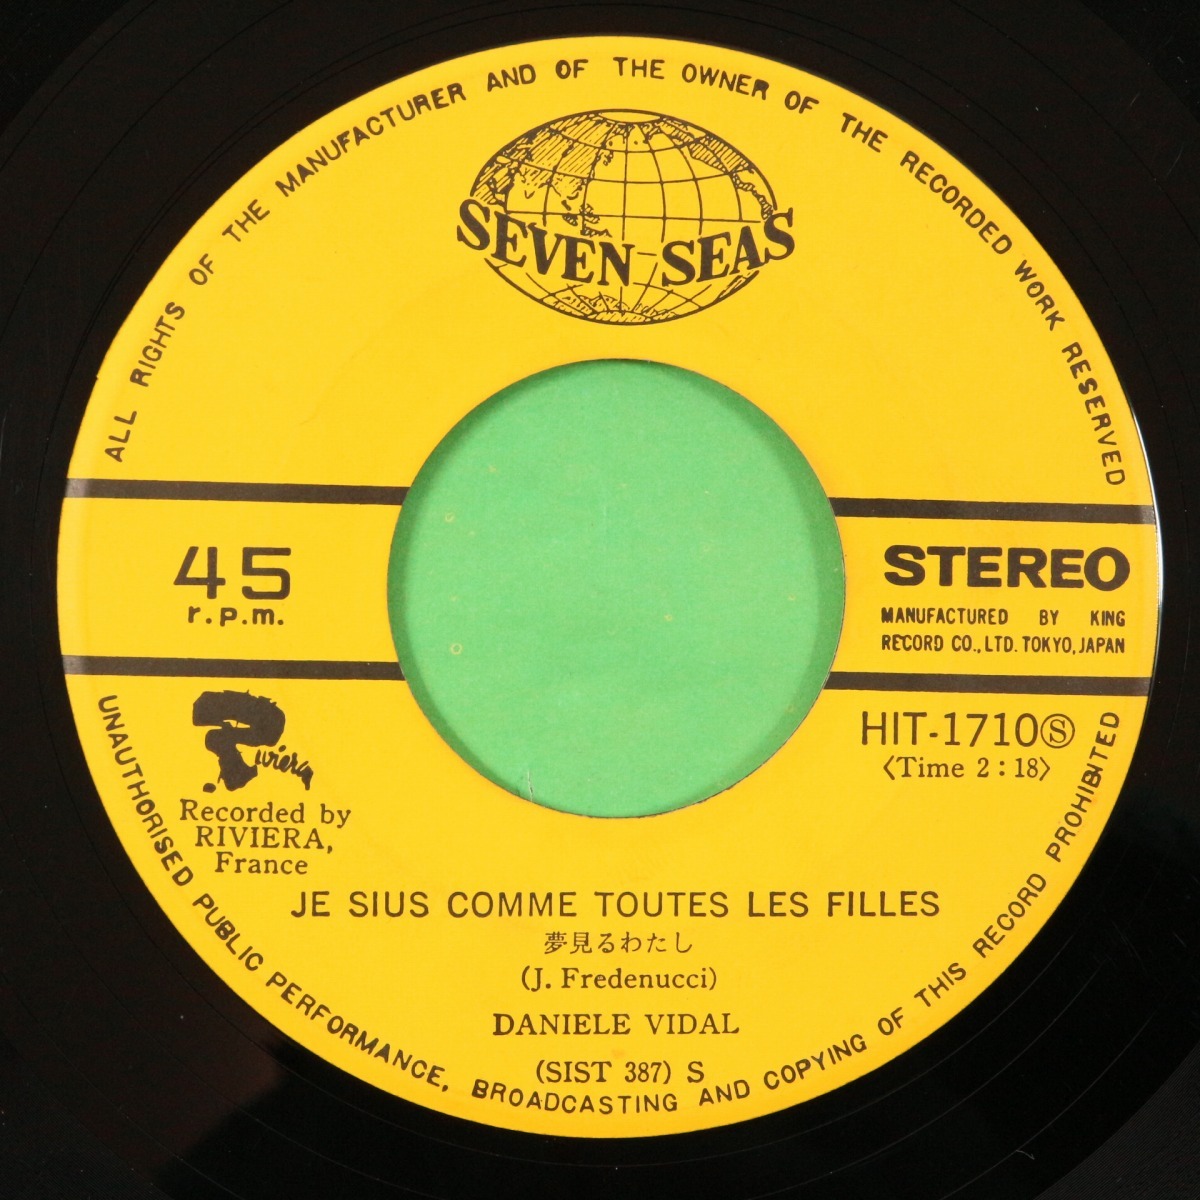 ALL RIGHTS OF THE MANUFACTURER AND OF THE OWNER OF THE RECORDED WORK RESERVED
SEVEN SEAS
45
r.p.m.
STEREO
MANUFACTURED BY KING
RECORD CO., LTD. TOKYO, JAPAN
Riviera
Recorded by
RIVIERA,
France
HIT-1710Ⓢ
〈Time 2:18〉
JE SIUS COMME TOUTES LES FILLES
夢見るわたし
(J. Fredenucci)
DANIELE VIDAL
(SIST 387) S
UNAUTHORISED PUBLIC PERFORMANCE, BROADCASTING AND COPYING OF THIS RECORD PROHIBITED